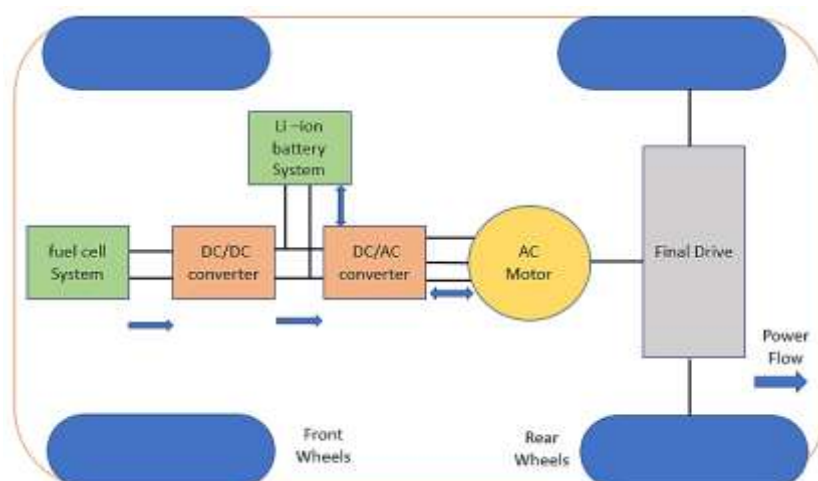 Li –ion
battery
System
fuel cell
System
DC/DC
converter
DC/AC
converter
AC
Motor
Final Drive
Power
Flow
Front
Wheels
Rear
Wheels